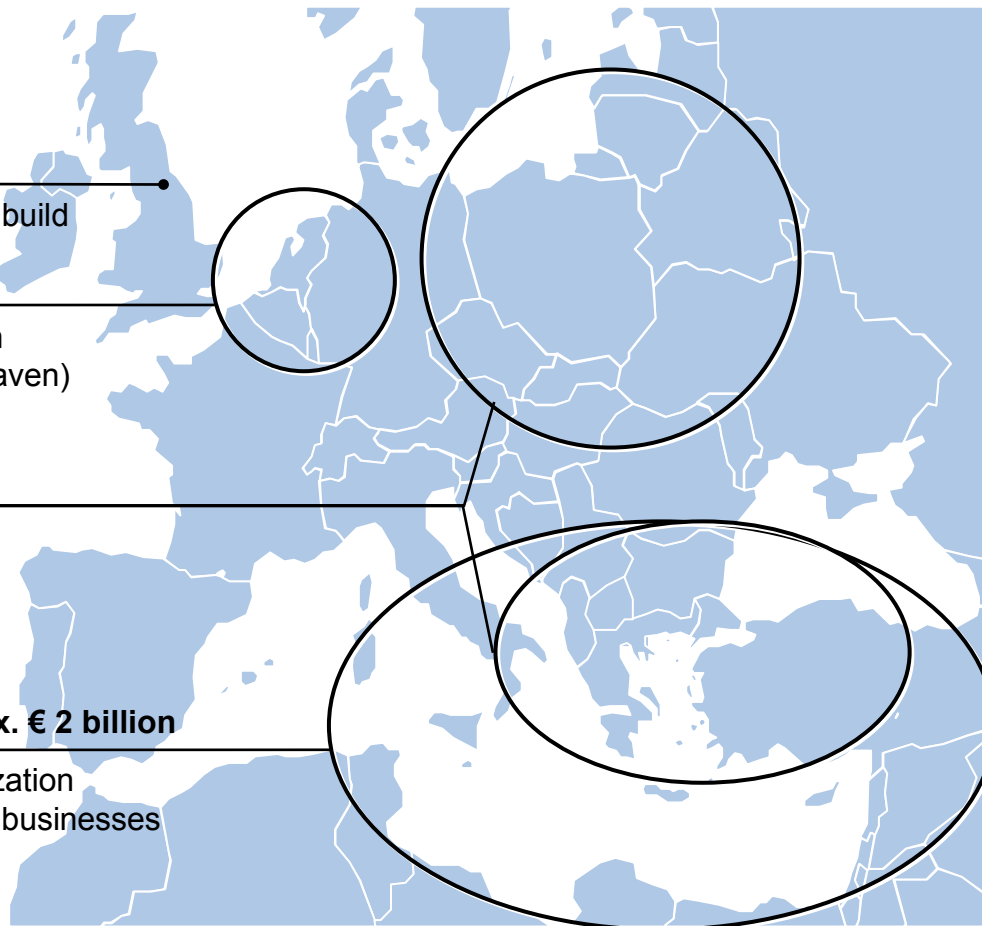 build
aven)
x. € 2 billion
zation
businesses